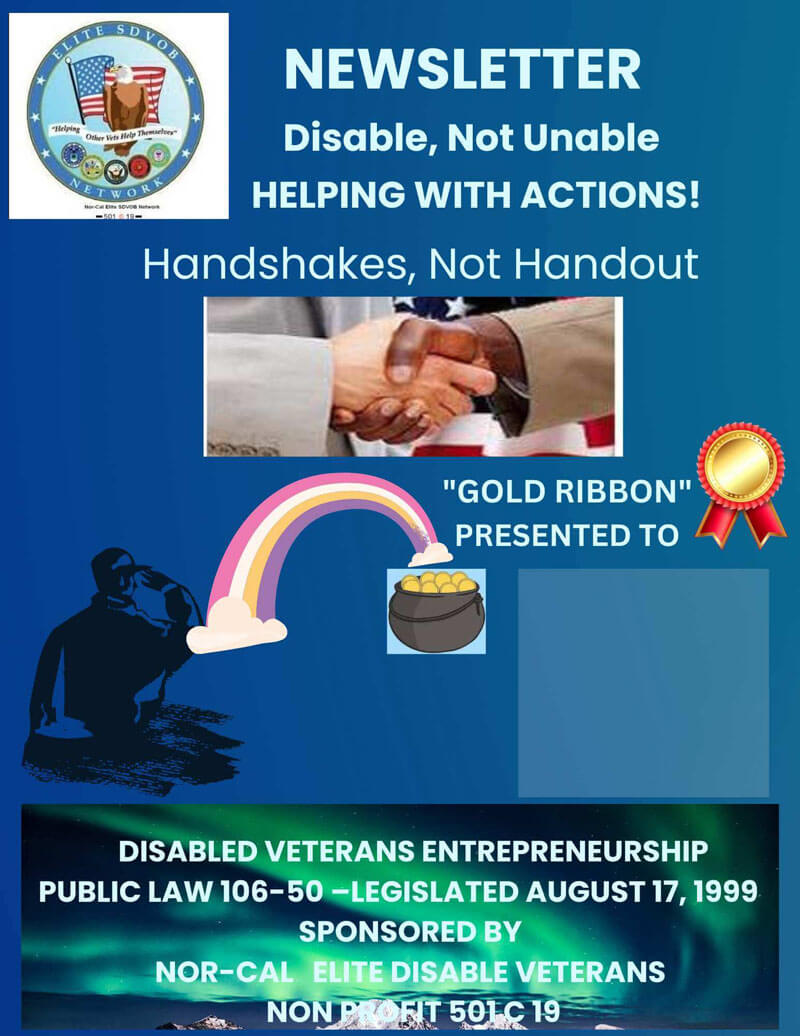 ELITE SDVOB
"Helping Other Vets Help Themselves"
NETWORK
Nor-Cal Elite SDVOB Network
501 C 19
NEWSLETTER
Disable, Not Unable
HELPING WITH ACTIONS!
Handshakes, Not Handout
"GOLD RIBBON"
PRESENTED TO
DISABLED VETERANS ENTREPRENEURSHIP
PUBLIC LAW 106-50 –LEGISLATED AUGUST 17, 1999
SPONSORED BY
NOR-CAL ELITE DISABLE VETERANS
NON PROFIT 501 C 19